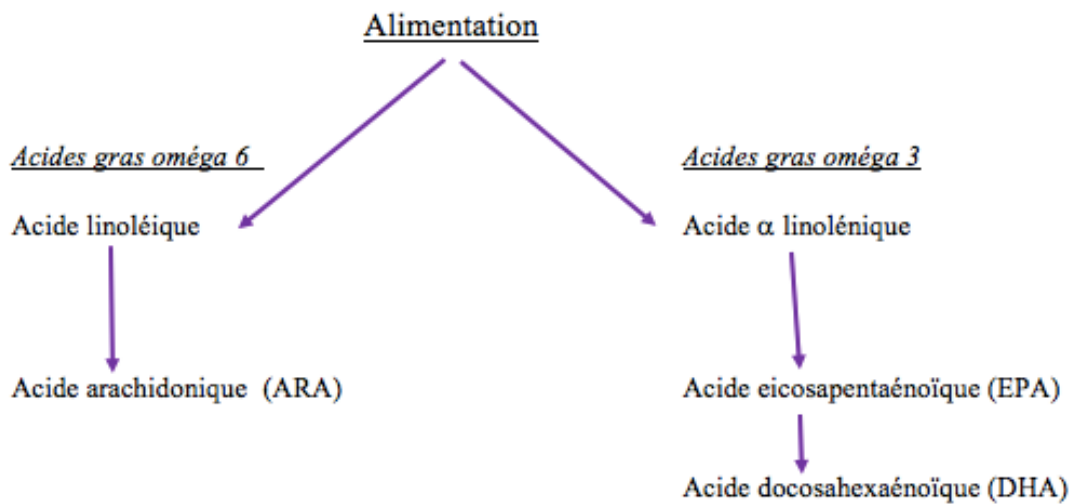 Alimentation
Acides gras oméga 6
Acides gras oméga 3
Acide linoléique
Acide α linolénique
Acide arachidonique (ARA)
Acide eicosapentaénoïque (EPA)
Acide docosahexaénoïque (DHA)